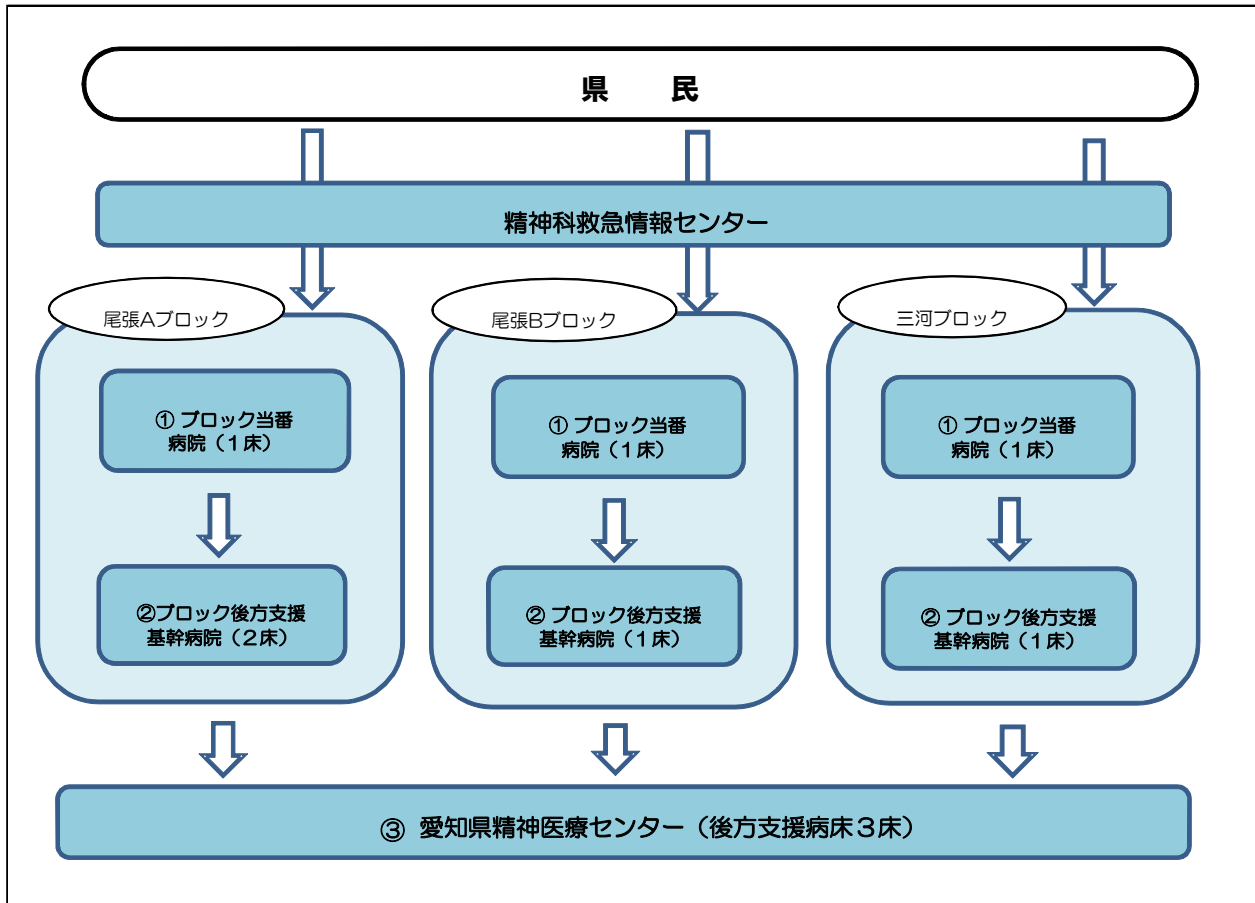 県　　民
精神科救急情報センター
尾張Aブロック
① ブロック当番
病院（１床）
②ブロック後方支援
基幹病院（２床）
尾張Bブロック
① ブロック当番
病院（１床）
② ブロック後方支援
基幹病院（１床）
三河ブロック
① ブロック当番
病院（１床）
② ブロック後方支援
基幹病院（１床）
③ 愛知県精神医療センター（後方支援病床３床）